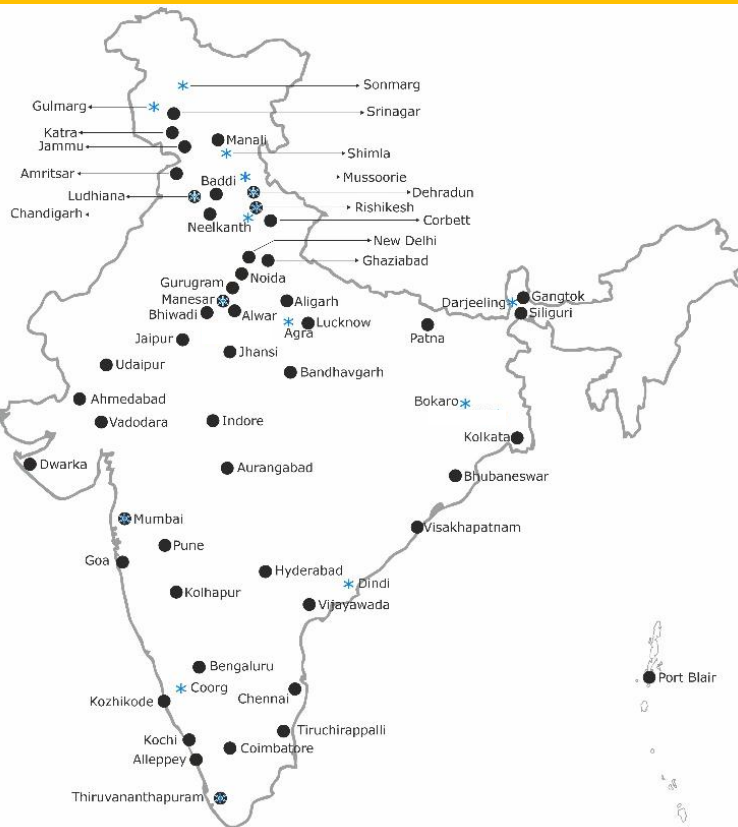 Sonmarg
Gulmarg
Srinagar
Katra
Manali
Jammu
Shimla
Amritsar
Mussoorie
Baddi
Dehradun
Ludhiana
Rishikesh
Chandigarh
Corbett
Neelkanth
New Delhi
Ghaziabad
Noida
Gurugram
Manesar
Aligarh
Darjeeling
Gangtok
Bhiwadi
Alwar
Siliguri
Lucknow
Agra
Patna
Jaipur
Jhansi
Udaipur
Bandhavgarh
Ahmedabad
Bokaro
Vadodara
Indore
Kolkata
Dwarka
Aurangabad
Bhubaneswar
Mumbai
Visakhapatnam
Pune
Goa
Hyderabad
Dindi
Kolhapur
Vijayawada
Bengaluru
Port Blair
Coorg
Chennai
Kozhikode
Tiruchirappalli
Kochi
Coimbatore
Alleppey
Thiruvananthapuram